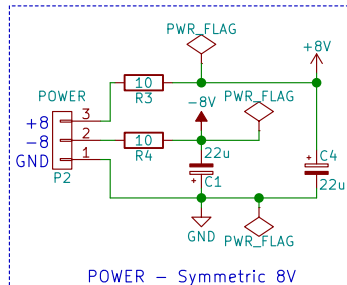 PWR_FLAG
+8V
10
R3
POWER
-8V
PWR_FLAG
+8
3
-8
2
10
R4
GND
1
22u
P2
+
C1
+
C4
22u
GND
PWR_FLAG
POWER - Symmetric 8V